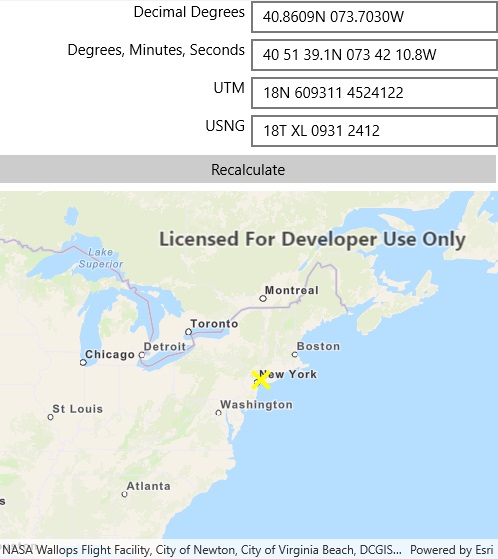 Decimal Degrees 40.8609N 073.7030W
Degrees, Minutes, Seconds 40 51 39.1N 073 42 10.8W
UTM 18N 609311 4524122
USNG 18T XL 0931 2412
Recalculate
Licensed For Developer Use Only
Lake
Superior
Montreal
Toronto
Chicago Detroit Boston
New York
St Louis Washington
Atlanta
s
NASA Wallops Flight Facility, City of Newton, City of Virginia Beach, DCGIS... Powered by Esri